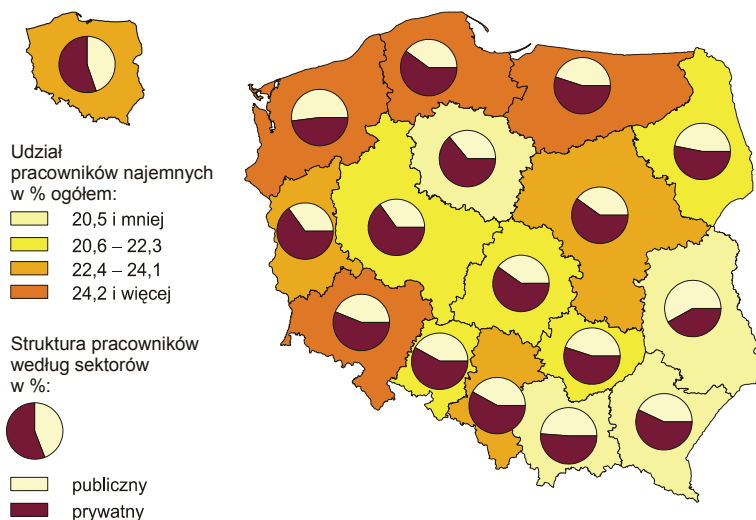 Udział
pracowników najemnych
w % ogółem:
20,5 i mniej
20,6 – 22,3
22,4 – 24,1
24,2 i więcej
Struktura pracowników
według sektorów
w %:
publiczny
prywatny